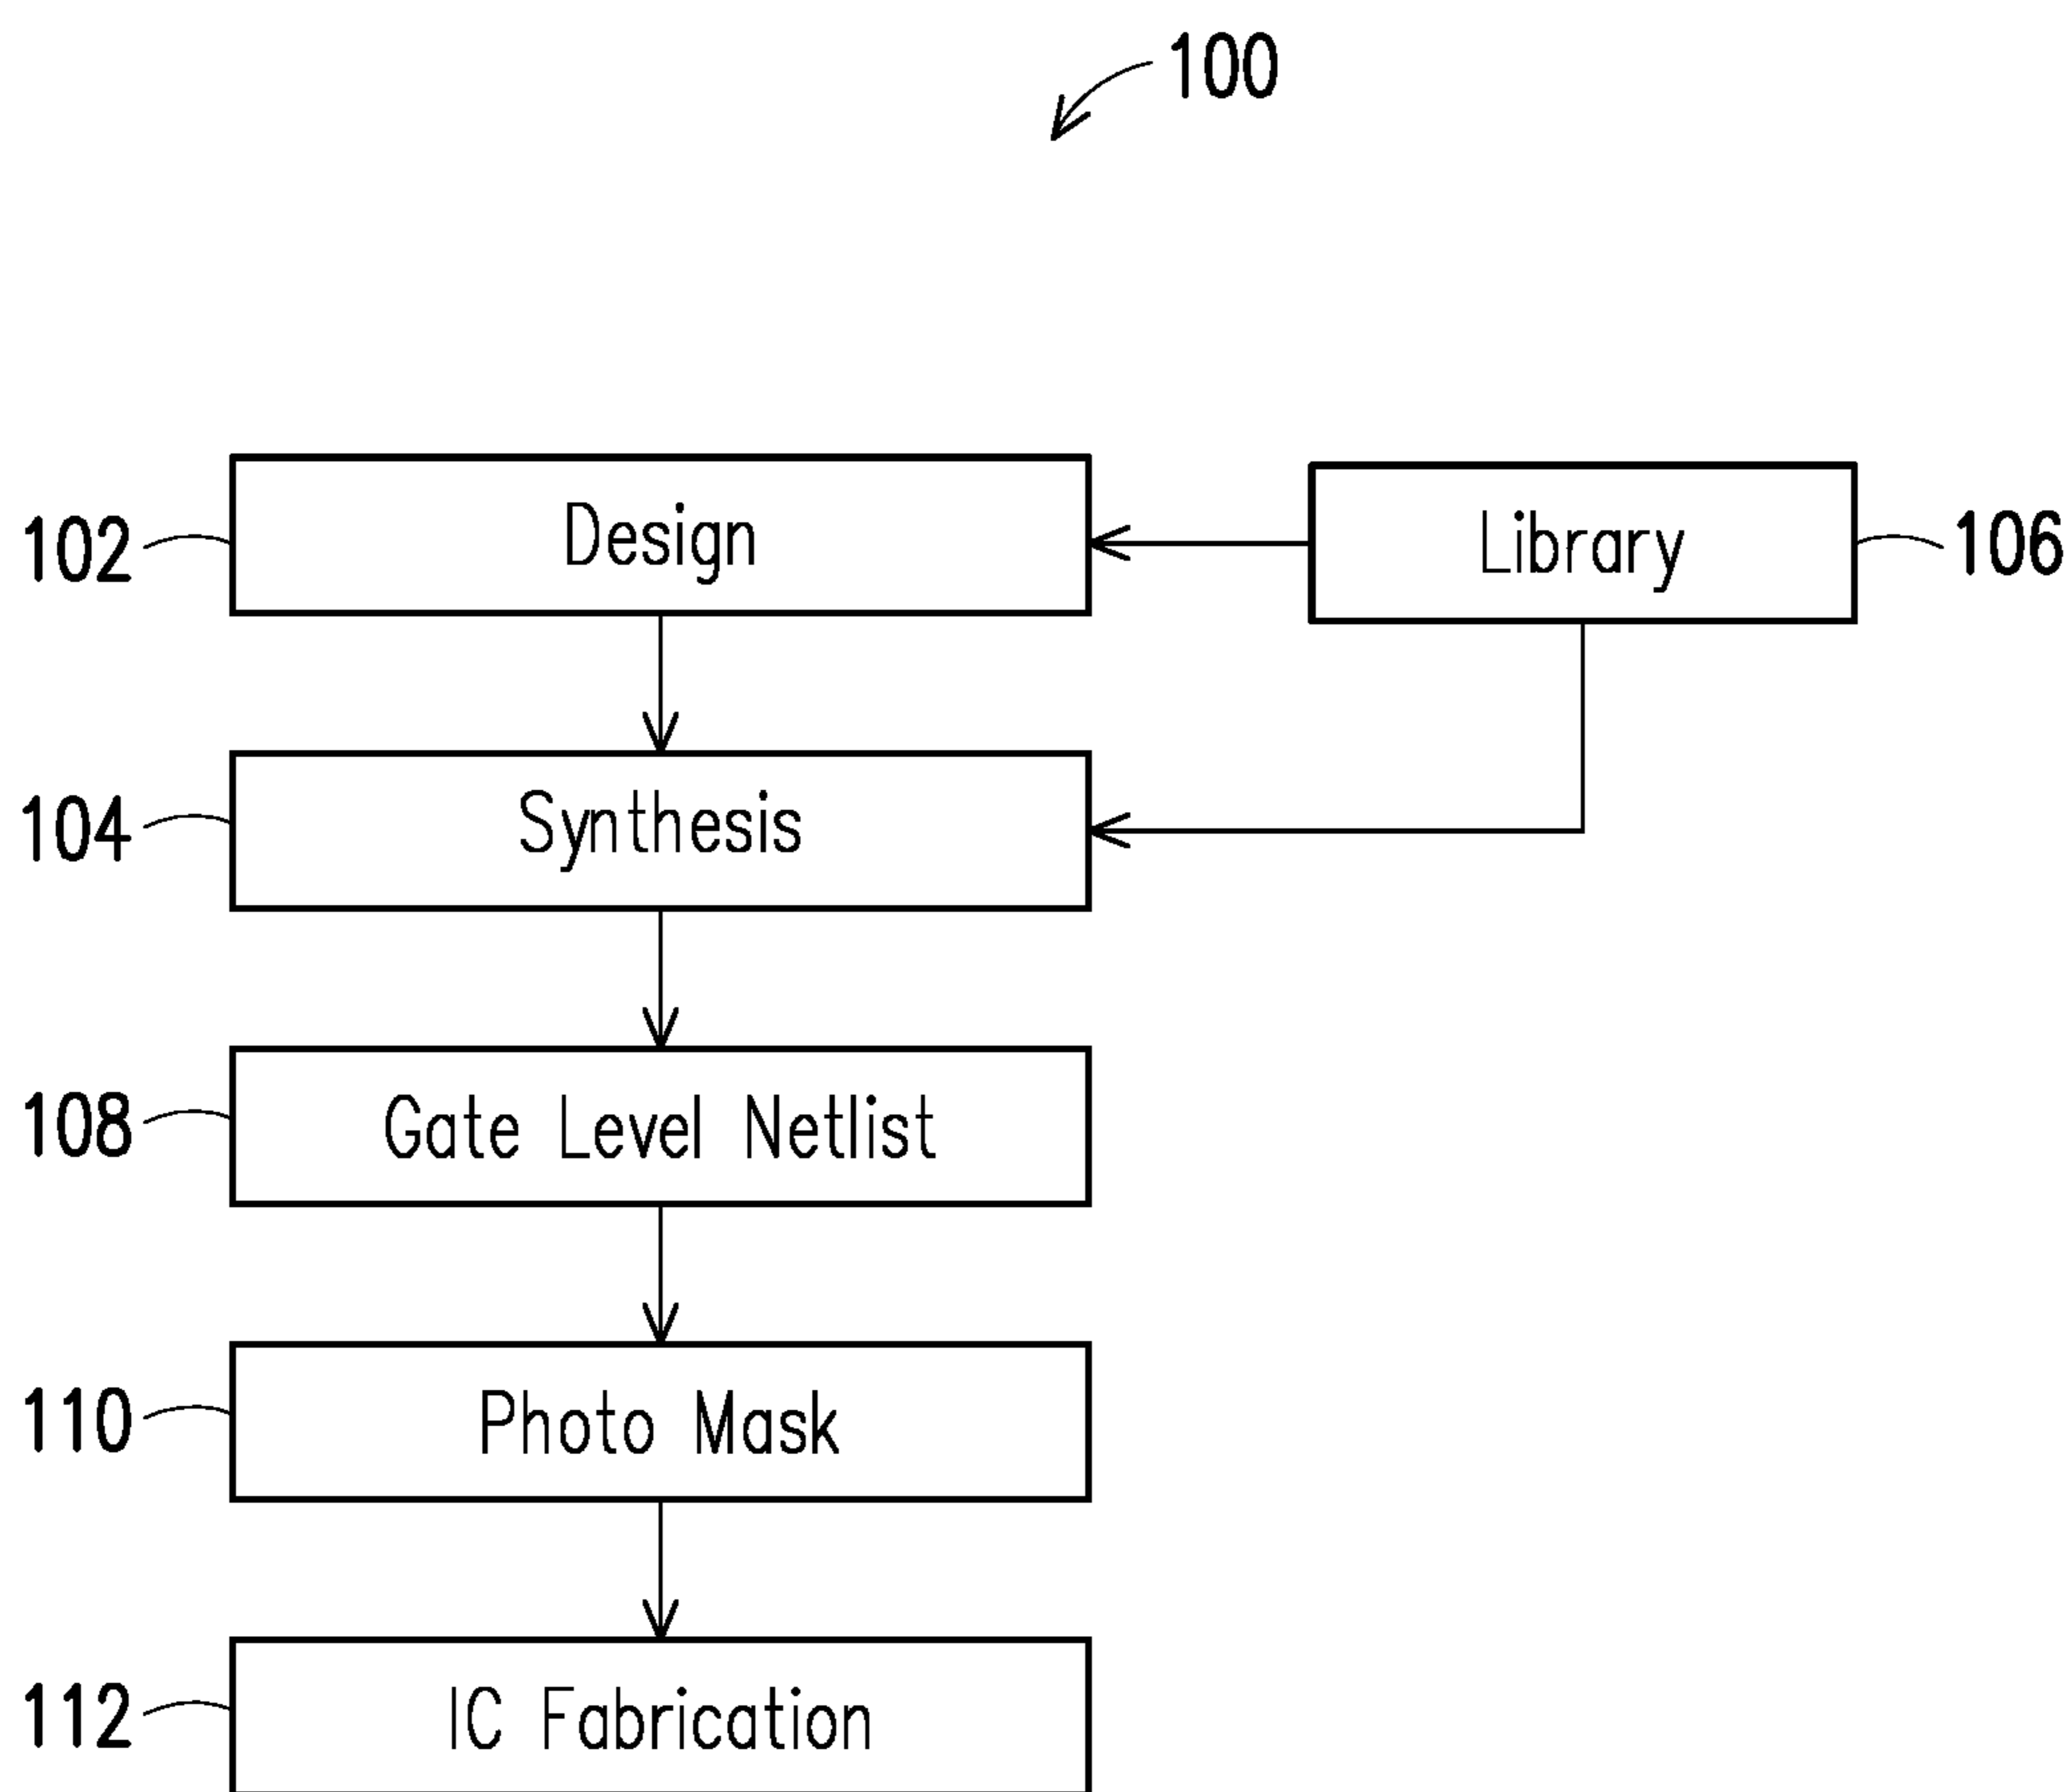 100
102
Design
Library
106
104
Synthesis
108
Gate Level Netlist
110
Photo Mask
112
IC Fabrication